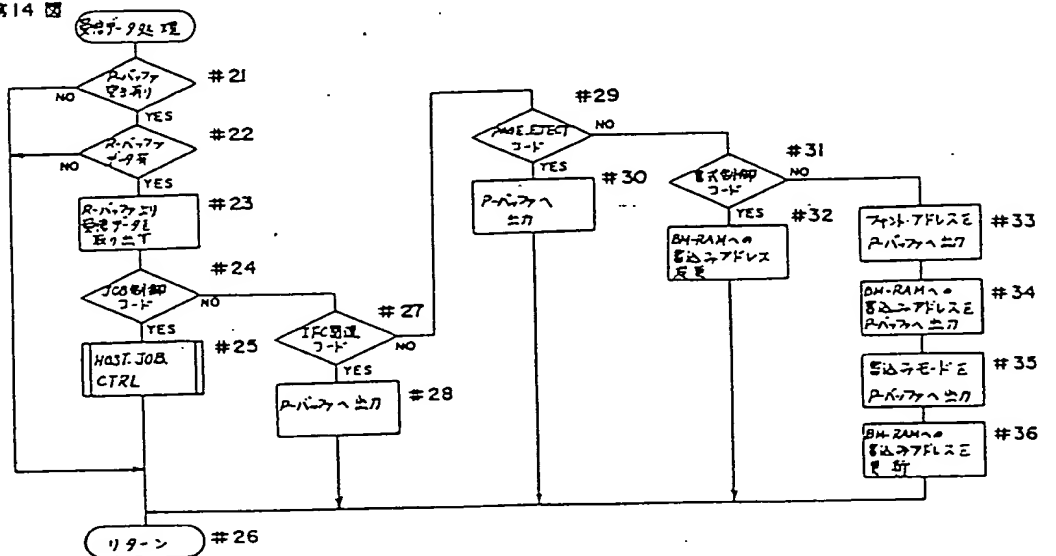 第14図
受信データ処理
P-バッファ
空き有り
#21
NO
YES
#22
R-バッファ
データ有
NO
YES
#23
R-バッファより
受信データを
取り出す
#24
JOB制御
コード
NO
YES
#25
HOST.JOB.
CTRL
リターン
#26
#27
IFC関連
コード
NO
YES
#28
P-バッファへ出力
#29
PAGE.EJECT
コード
NO
YES
#30
P-バッファへ
出力
#31
書式制御
コード
NO
YES
#32
BM-RAMへの
書込みアドレス
変更
フォント・アドレスを
P-バッファへ出力
#33
BM-RAMへの
書込みアドレスを
P-バッファへ出力
#34
書込みモードを
P-バッファへ出力
#35
BM-RAMへの
書込みアドレスを
更新
#36